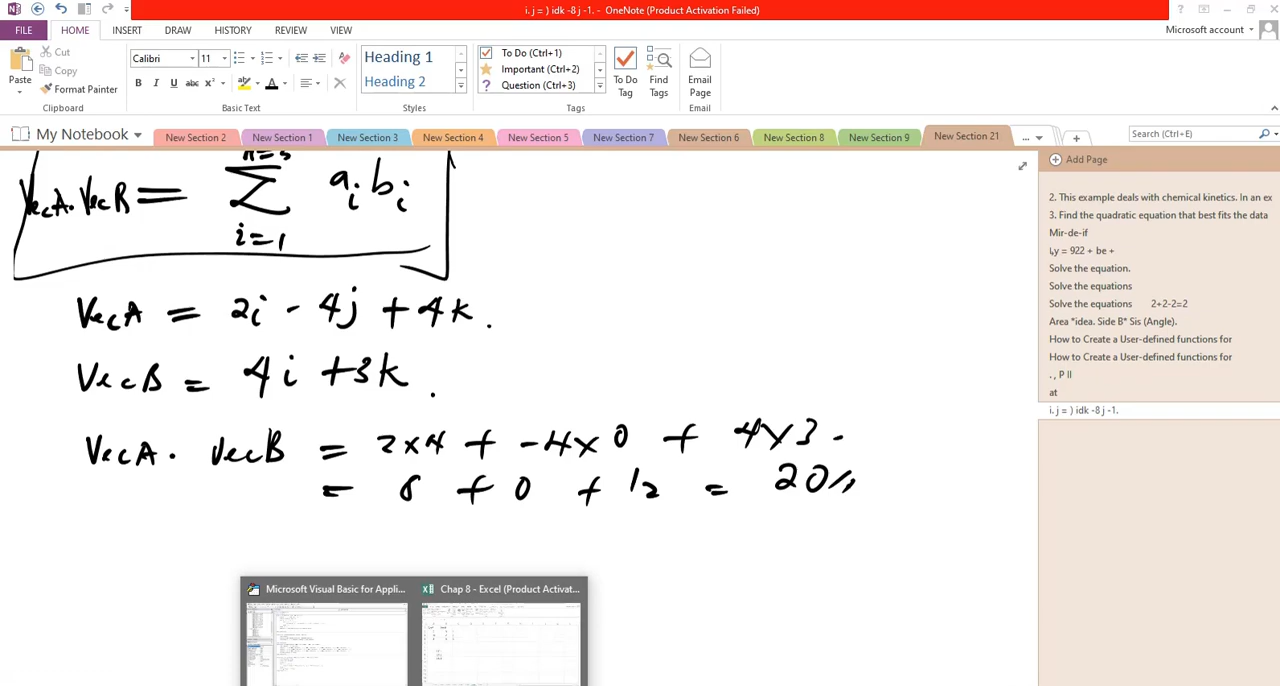 i. j = ) idk -8 j -1. - OneNote (Product Activation Failed)
FILE HOME INSERT DRAW HISTORY REVIEW VIEW
Microsoft account
Paste
Cut
Copy
Format Painter
Clipboard
Calibri 11
B I U abc x² A
Basic Text
Heading 1
Heading 2
Styles
To Do (Ctrl+1)
Important (Ctrl+2)
Question (Ctrl+3)
Tags
To Do Tag
Find Tags
Email Page
Email
My Notebook
New Section 2 New Section 1 New Section 3 New Section 4 New Section 5 New Section 7 New Section 6 New Section 8 New Section 9 New Section 21 ...
Search (Ctrl+E)
Add Page
2. This example deals with chemical kinetics. In an ex
3. Find the quadratic equation that best fits the data
Mir-de-if
Solve the equation.
Solve the equations
Solve the equations 2+2-2=2
Area *idea. Side B* Sis (Angle).
How to Create a User-defined functions for
How to Create a User-defined functions for
. , P II
at
i. j = ) idk -8 j -1.
VecA . VecB = Σ aᵢ bᵢ
i=1
VecA = 2i - 4j + 4k .
VecB = 4i + 3k .
VecA . VecB = 2×4 + -4×0 + 4×3 .
= 8 + 0 + 12 = 20
Microsoft Visual Basic for Appli...
Chap 8 - Excel (Product Activat...